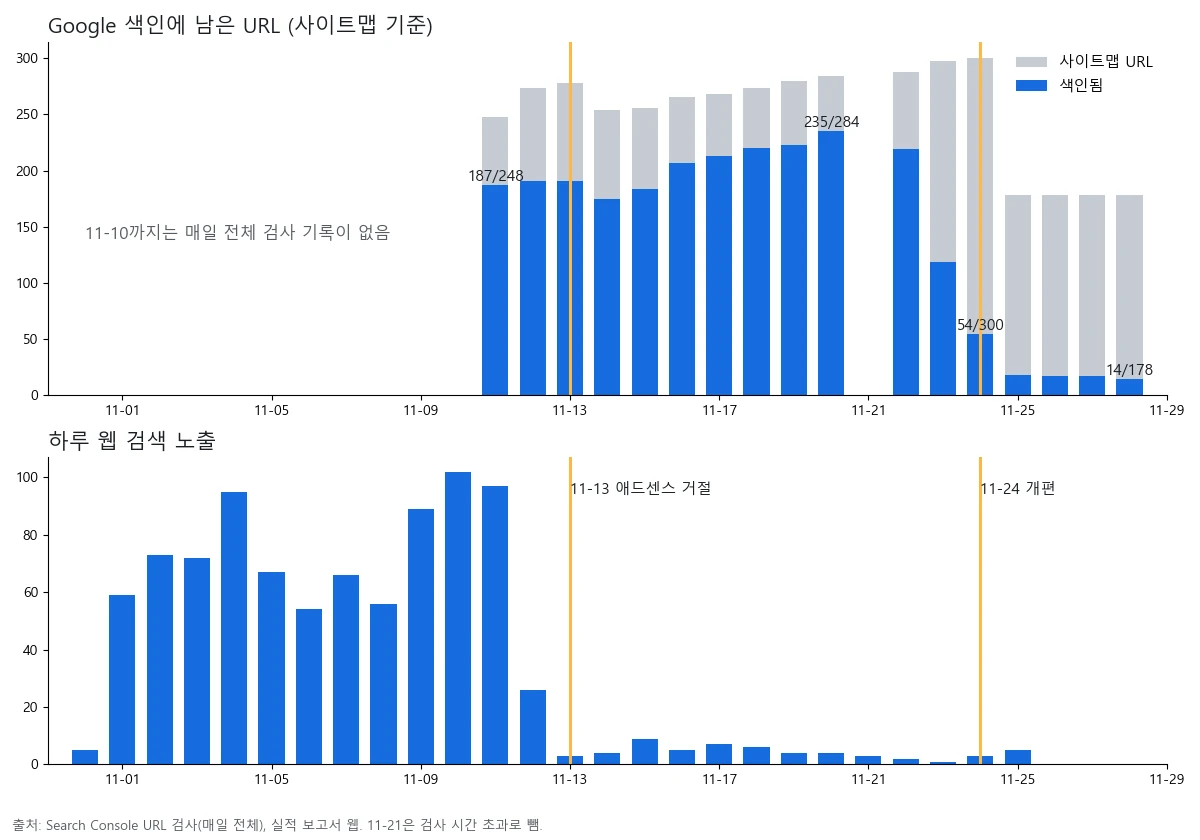 Google 색인에 남은 URL (사이트맵 기준)
300
250
200
150
100
50
0
사이트맵 URL
색인됨
187/248
235/284
54/300
14/178
11-10까지는 매일 전체 검사 기록이 없음
11-01 11-05 11-09 11-13 11-17 11-21 11-25 11-29
하루 웹 검색 노출
100
80
60
40
20
0
11-13 애드센스 거절
11-24 개편
11-01 11-05 11-09 11-13 11-17 11-21 11-25 11-29
출처: Search Console URL 검사(매일 전체), 실적 보고서 웹. 11-21은 검사 시간 초과로 뺌.